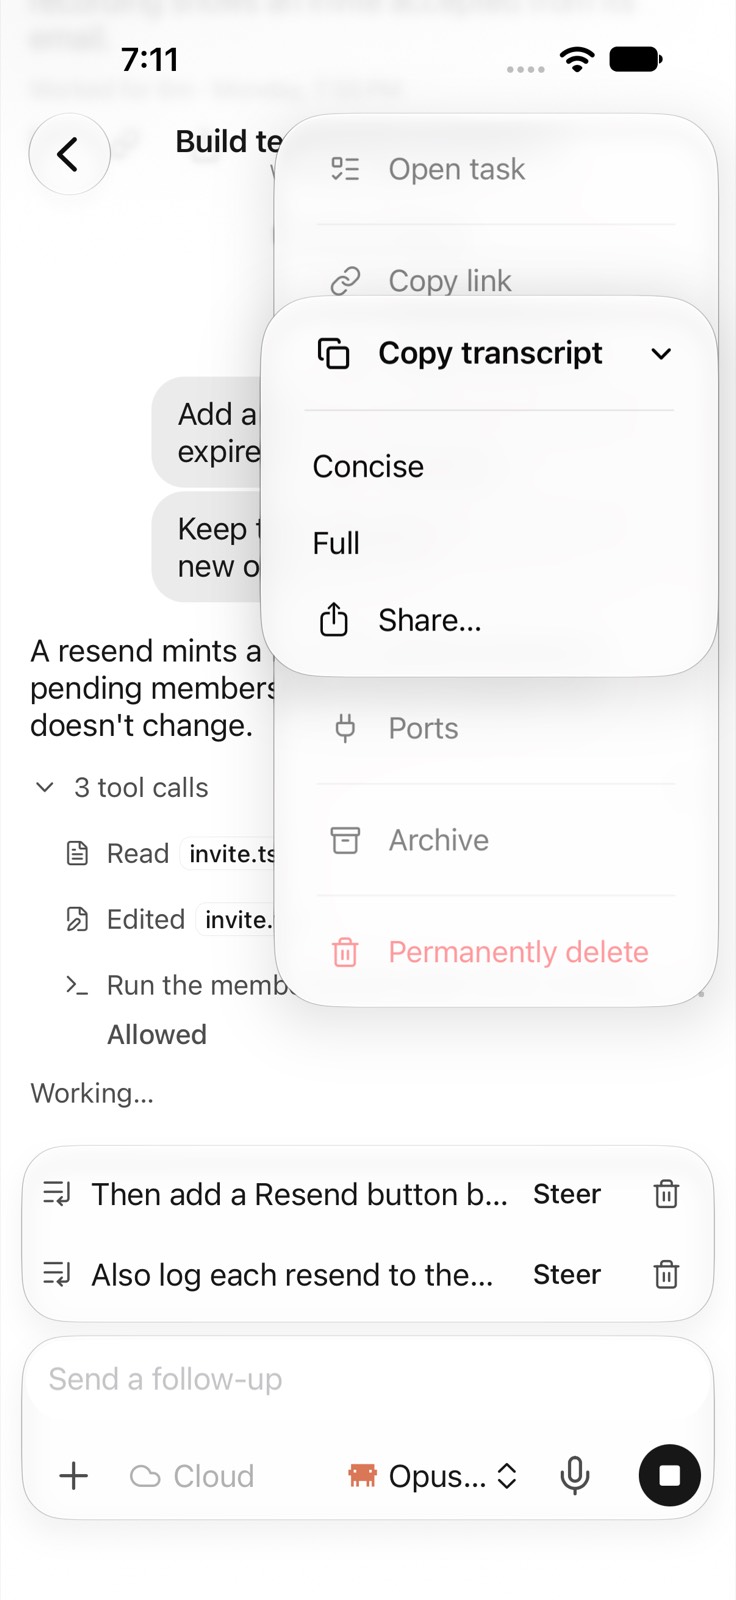 7:11
Build te
Open task
Copy link
Copy transcript
Concise
Full
Share...
Ports
Archive
Permanently delete
Add a
expire
Keep
new o
A resend mints a
pending members
doesn't change.
3 tool calls
Read invite.ts
Edited invite.
Run the memb
Allowed
Working...
Then add a Resend button b... Steer
Also log each resend to the... Steer
Send a follow-up
Cloud Opus...